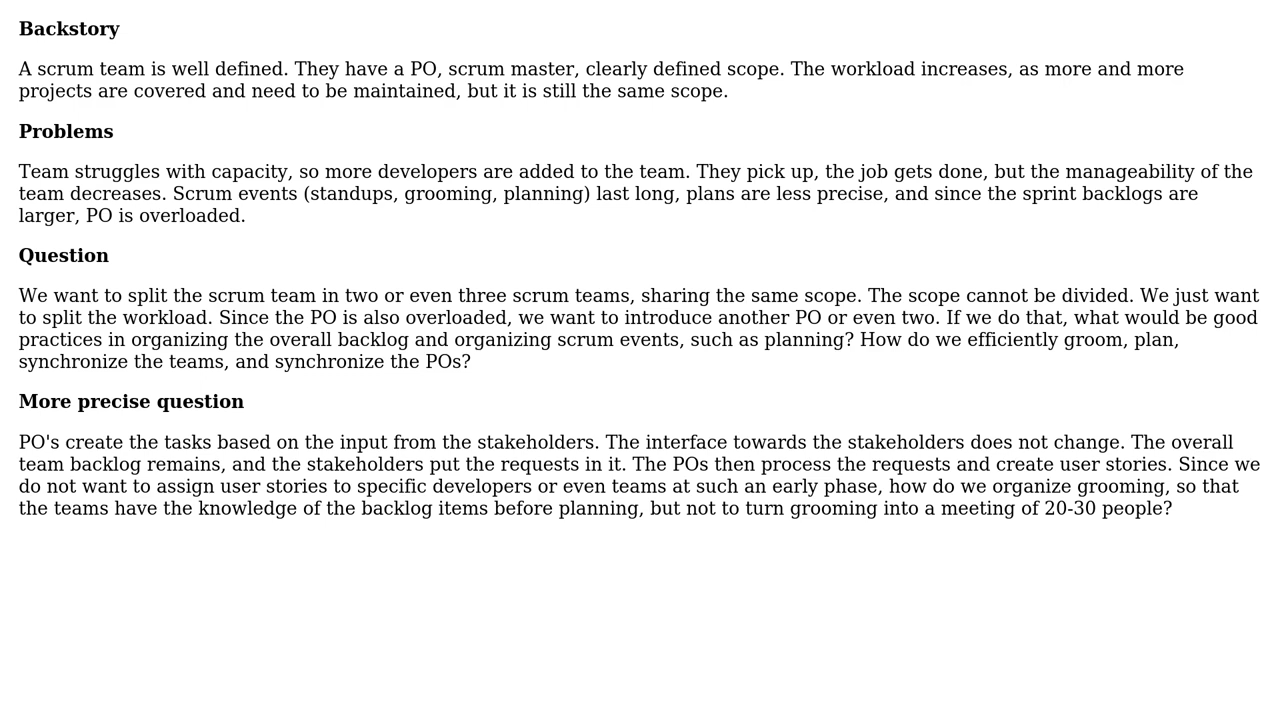 Backstory
A scrum team is well defined. They have a PO, scrum master, clearly defined scope. The workload increases, as more and more
projects are covered and need to be maintained, but it is still the same scope.
Problems
Team struggles with capacity, so more developers are added to the team. They pick up, the job gets done, but the manageability of the
team decreases. Scrum events (standups, grooming, planning) last long, plans are less precise, and since the sprint backlogs are
larger, PO is overloaded.
Question
We want to split the scrum team in two or even three scrum teams, sharing the same scope. The scope cannot be divided. We just want
to split the workload. Since the PO is also overloaded, we want to introduce another PO or even two. If we do that, what would be good
practices in organizing the overall backlog and organizing scrum events, such as planning? How do we efficiently groom, plan,
synchronize the teams, and synchronize the POs?
More precise question
PO's create the tasks based on the input from the stakeholders. The interface towards the stakeholders does not change. The overall
team backlog remains, and the stakeholders put the requests in it. The POs then process the requests and create user stories. Since we
do not want to assign user stories to specific developers or even teams at such an early phase, how do we organize grooming, so that
the teams have the knowledge of the backlog items before planning, but not to turn grooming into a meeting of 20-30 people?